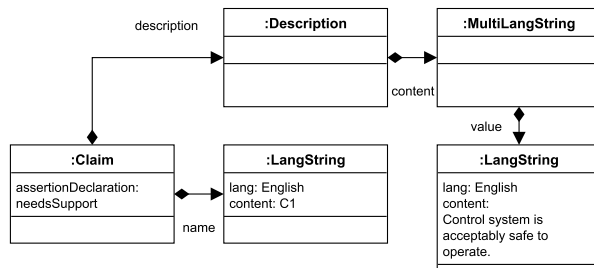 description
:Description
:MultiLangString
content
value
:Claim
assertionDeclaration:
needsSupport
name
:LangString
lang: English
content: C1
:LangString
lang: English
content:
Control system is
acceptably safe to
operate.